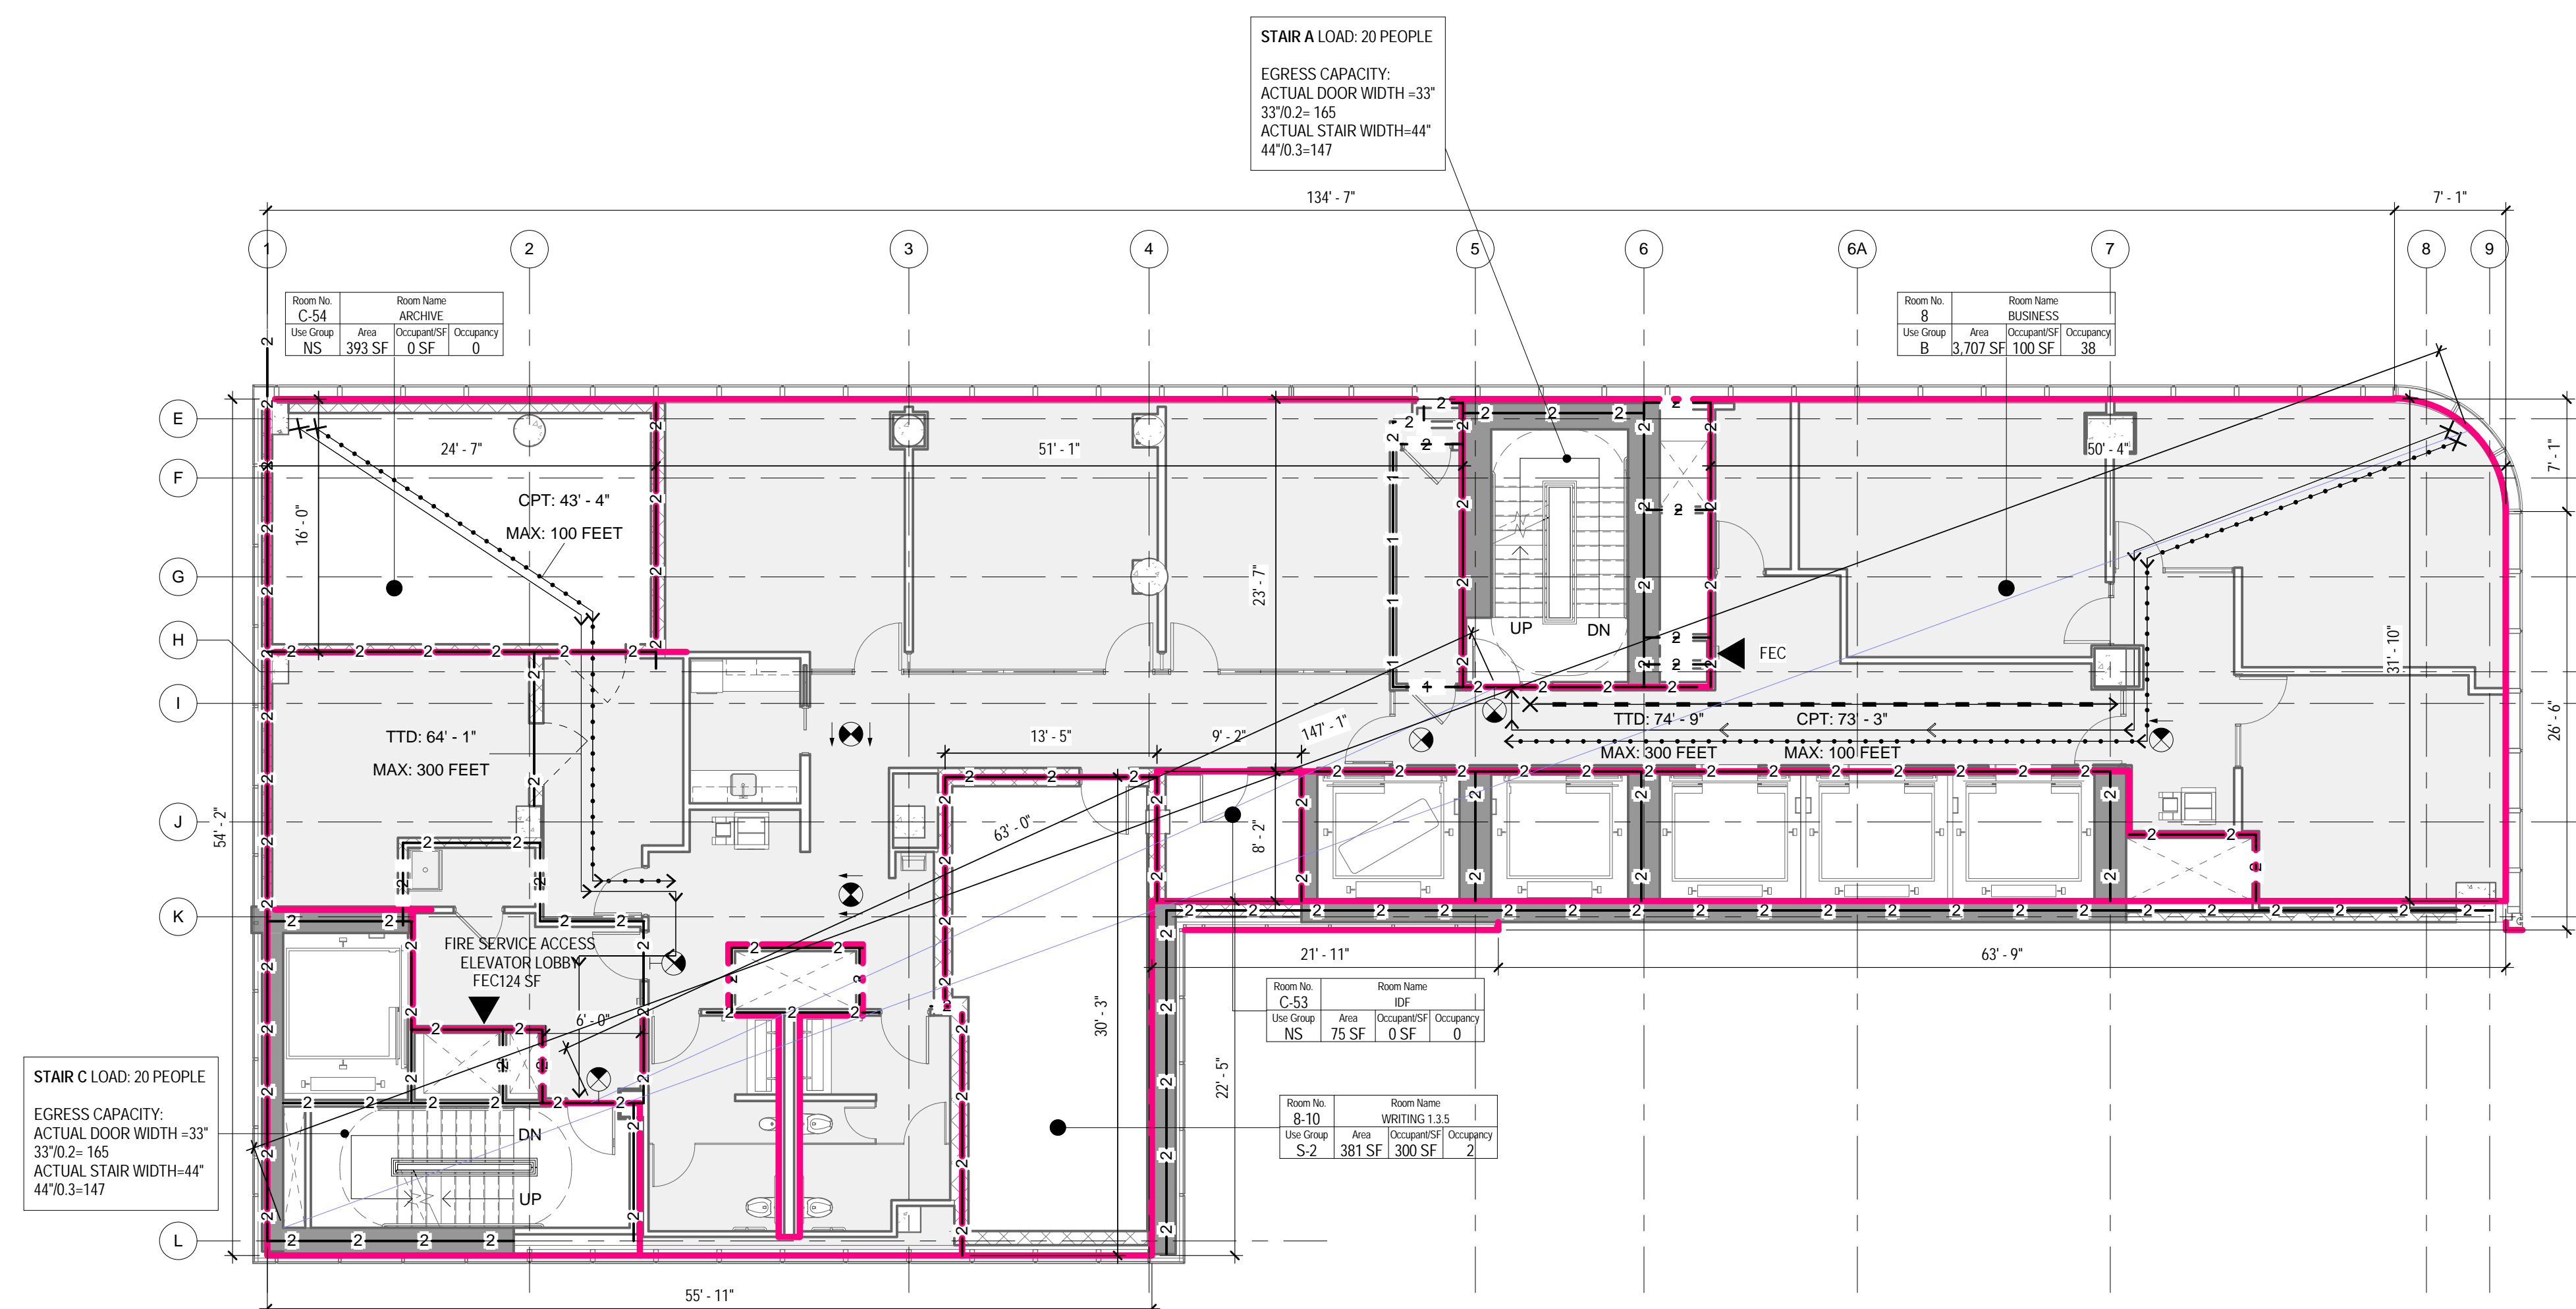 STAIR A LOAD: 20 PEOPLE
EGRESS CAPACITY:
ACTUAL DOOR WIDTH =33"
33"/0.2= 165
ACTUAL STAIR WIDTH=44"
44"/0.3=147
134' - 7"
7' - 1"
1 2 3 4 5 6 6A 7 8 9
Room No. Room Name
C-54 ARCHIVE
Use Group Area Occupant/SF Occupancy
NS 393 SF 0 SF 0
Room No. Room Name
8 BUSINESS
Use Group Area Occupant/SF Occupancy
B 3,707 SF 100 SF 38
E
F
G
H
I
J
K
L
24' - 7"
51' - 1"
50' - 4"
7' - 1"
16' - 0"
CPT: 43' - 4"
MAX: 100 FEET
23' - 7"
UP DN
FEC
31' - 10"
26' - 6"
TTD: 64' - 1"
MAX: 300 FEET
13' - 5"
9' - 2"
147' - 1"
TTD: 74' - 9" CPT: 73' - 3"
MAX: 300 FEET MAX: 100 FEET
54' - 2"
63' - 0"
8' - 2"
FIRE SERVICE ACCESS
ELEVATOR LOBBY
FEC124 SF
6' - 0"
30' - 3"
21' - 11"
63' - 9"
22' - 5"
Room No. Room Name
C-53 IDF
Use Group Area Occupant/SF Occupancy
NS 75 SF 0 SF 0
Room No. Room Name
8-10 WRITING 1.3.5
Use Group Area Occupant/SF Occupancy
S-2 381 SF 300 SF 2
STAIR C LOAD: 20 PEOPLE
EGRESS CAPACITY:
ACTUAL DOOR WIDTH =33"
33"/0.2= 165
ACTUAL STAIR WIDTH=44"
44"/0.3=147
DN
UP
55' - 11"